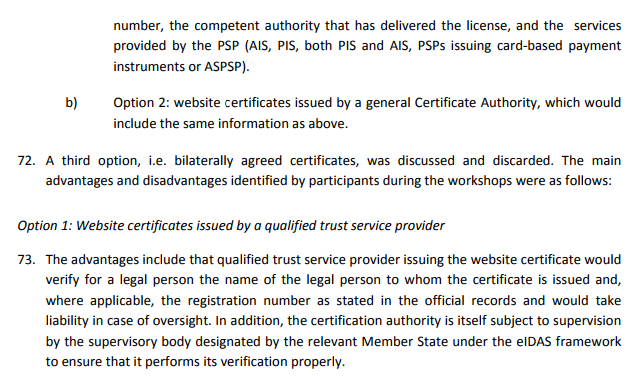 number, the competent authority that has delivered the license, and the services
provided by the PSP (AIS, PIS, both PIS and AIS, PSPs issuing card-based payment
instruments or ASPSP).
b) Option 2: website certificates issued by a general Certificate Authority, which would
include the same information as above.
72. A third option, i.e. bilaterally agreed certificates, was discussed and discarded. The main
advantages and disadvantages identified by participants during the workshops were as follows:
Option 1: Website certificates issued by a qualified trust service provider
73. The advantages include that qualified trust service provider issuing the website certificate would
verify for a legal person the name of the legal person to whom the certificate is issued and,
where applicable, the registration number as stated in the official records and would take
liability in case of oversight. In addition, the certification authority is itself subject to supervision
by the supervisory body designated by the relevant Member State under the eIDAS framework
to ensure that it performs its verification properly.